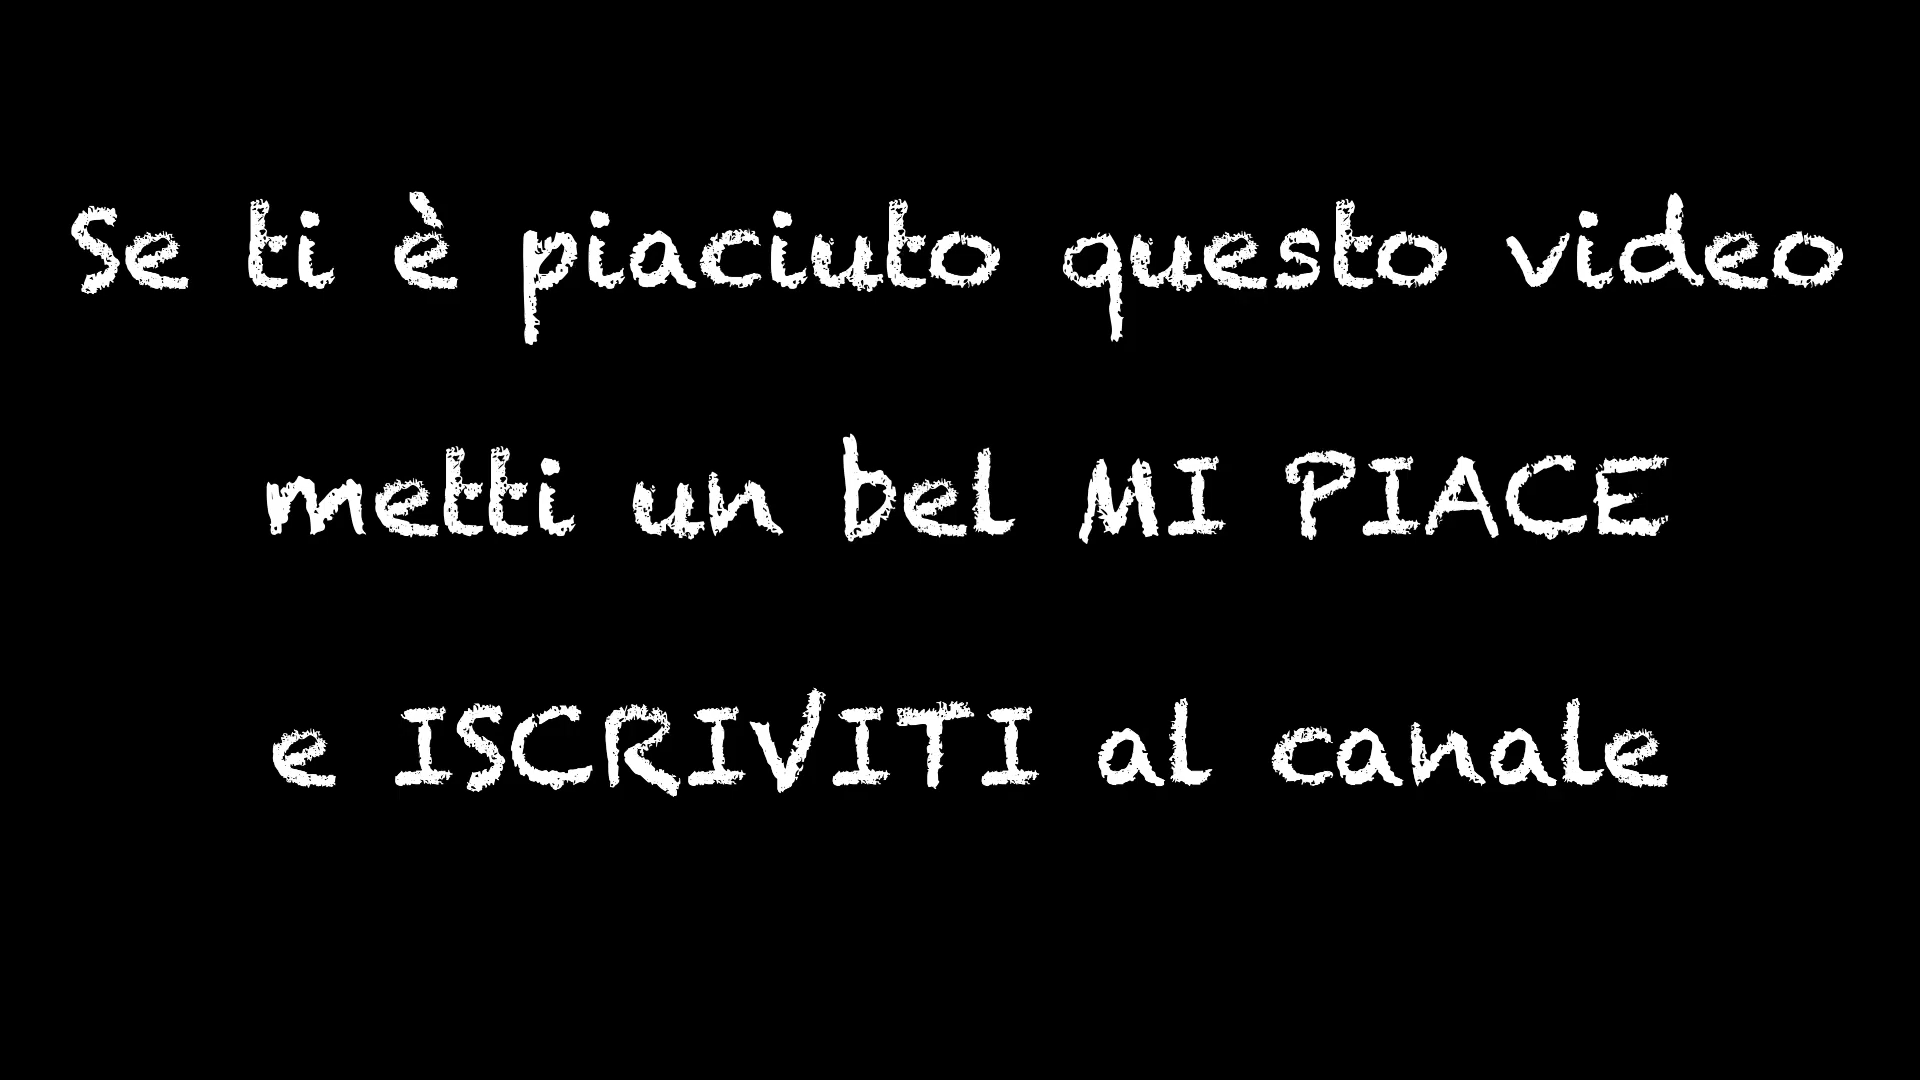 Se ti è piaciuto questo video
metti un bel MI PIACE
e ISCRIVITI al canale